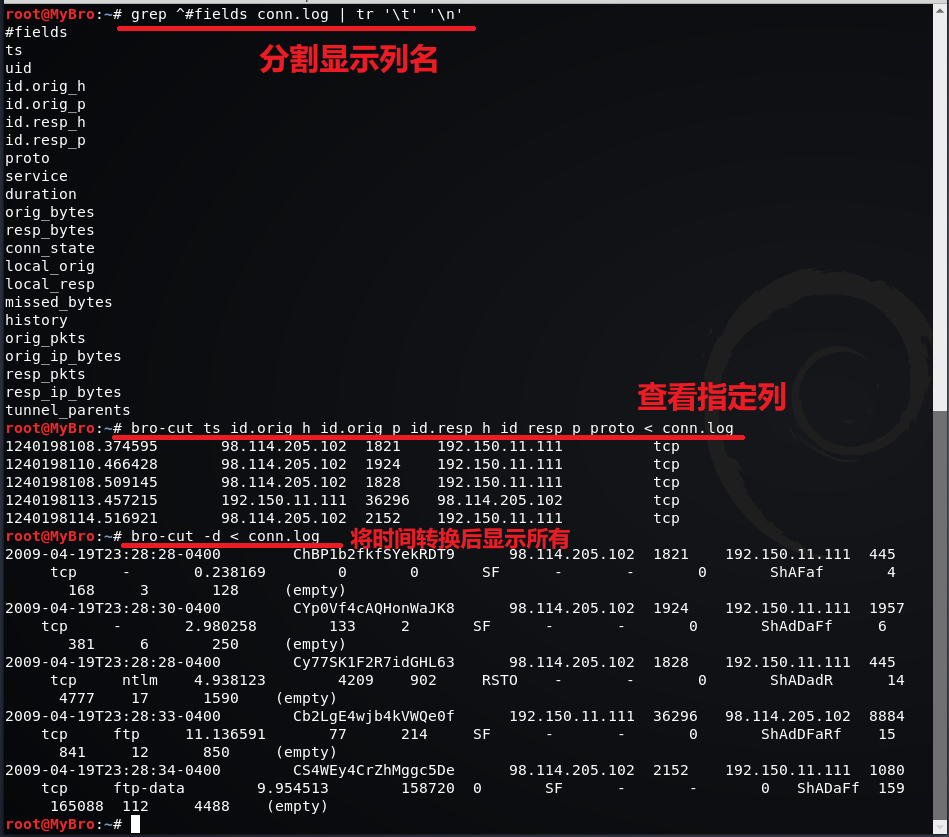 root@MyBro:~# grep ^#fields conn.log | tr '\t' '\n'
分割显示列名
#fields
ts
uid
id.orig_h
id.orig_p
id.resp_h
id.resp_p
proto
service
duration
orig_bytes
resp_bytes
conn_state
local_orig
local_resp
missed_bytes
history
orig_pkts
orig_ip_bytes
resp_pkts
resp_ip_bytes
tunnel_parents
查看指定列
root@MyBro:~# bro-cut ts id.orig_h id.orig_p id.resp_h id_resp_p proto < conn.log
1240198108.374595 98.114.205.102 1821 192.150.11.111 tcp
1240198110.466428 98.114.205.102 1924 192.150.11.111 tcp
1240198108.509145 98.114.205.102 1828 192.150.11.111 tcp
1240198113.457215 192.150.11.111 36296 98.114.205.102 tcp
1240198114.516921 98.114.205.102 2152 192.150.11.111 tcp
root@MyBro:~# bro-cut -d < conn.log 将时间转换后显示所有
2009-04-19T23:28:28-0400 ChBP1b2fkfSYekRDT9 98.114.205.102 1821 192.150.11.111 445
tcp - 0.238169 0 0 SF - - 0 ShAFaf 4
168 3 128 (empty)
2009-04-19T23:28:30-0400 CYp0Vf4cAQHonWaJK8 98.114.205.102 1924 192.150.11.111 1957
tcp - 2.980258 133 2 SF - - 0 ShAdDaFf 6
381 6 250 (empty)
2009-04-19T23:28:28-0400 Cy77SK1F2R7idGHL63 98.114.205.102 1828 192.150.11.111 445
tcp ntlm 4.938123 4209 902 RSTO - - 0 ShADadR 14
4777 17 1590 (empty)
2009-04-19T23:28:33-0400 Cb2LgE4wjb4kVWQe0f 192.150.11.111 36296 98.114.205.102 8884
tcp ftp 11.136591 77 214 SF - - 0 ShAdDFaRf 15
841 12 850 (empty)
2009-04-19T23:28:34-0400 CS4WEy4CrZhMggc5De 98.114.205.102 2152 192.150.11.111 1080
tcp ftp-data 9.954513 158720 0 SF - - 0 ShADaFf 159
165088 112 4488 (empty)
root@MyBro:~#